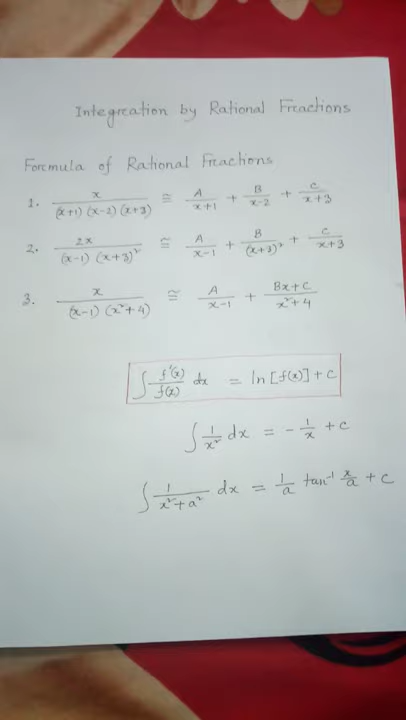 Integration by Rational Fractions
Formula of Rational Fractions
1. x/((x+1)(x-2)(x+3)) ≅ A/(x+1) + B/(x-2) + C/(x+3)
2. 2x/((x-1)(x+3)²) ≅ A/(x-1) + B/(x+3)² + C/(x+3)
3. x/((x-1)(x²+4)) ≅ A/(x-1) + (Bx+C)/(x²+4)
∫ f'(x)/f(x) dx = ln [f(x)] + c
∫ 1/x² dx = - 1/x + c
∫ 1/(x²+a²) dx = 1/a tan⁻¹ x/a + c